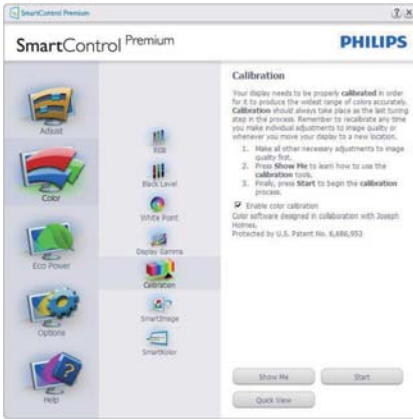 SmartControl Premium
SmartControl Premium
PHILIPS
Adjust
Color
Eco Power
Options
Help
RGB
Black Level
White Point
Display Gamma
Calibration
SmartImage
SmartKolor
Calibration
Your display needs to be properly calibrated in order
for it to produce the widest range of colors accurately.
Calibration should always take place as the last tuning
step in the process. Remember to recalibrate any time
you make individual adjustments to image quality or
whenever you move your display to a new location.
1. Make all other necessary adjustments to image
quality first.
2. Press Show Me to learn how to use the
calibration tools.
3. Finally, press Start to begin the calibration
process.
Enable color calibration
Color software designed in collaboration with Joseph
Holmes.
Protected by U.S. Patent No. 6,686,953
Show Me
Start
Quick View